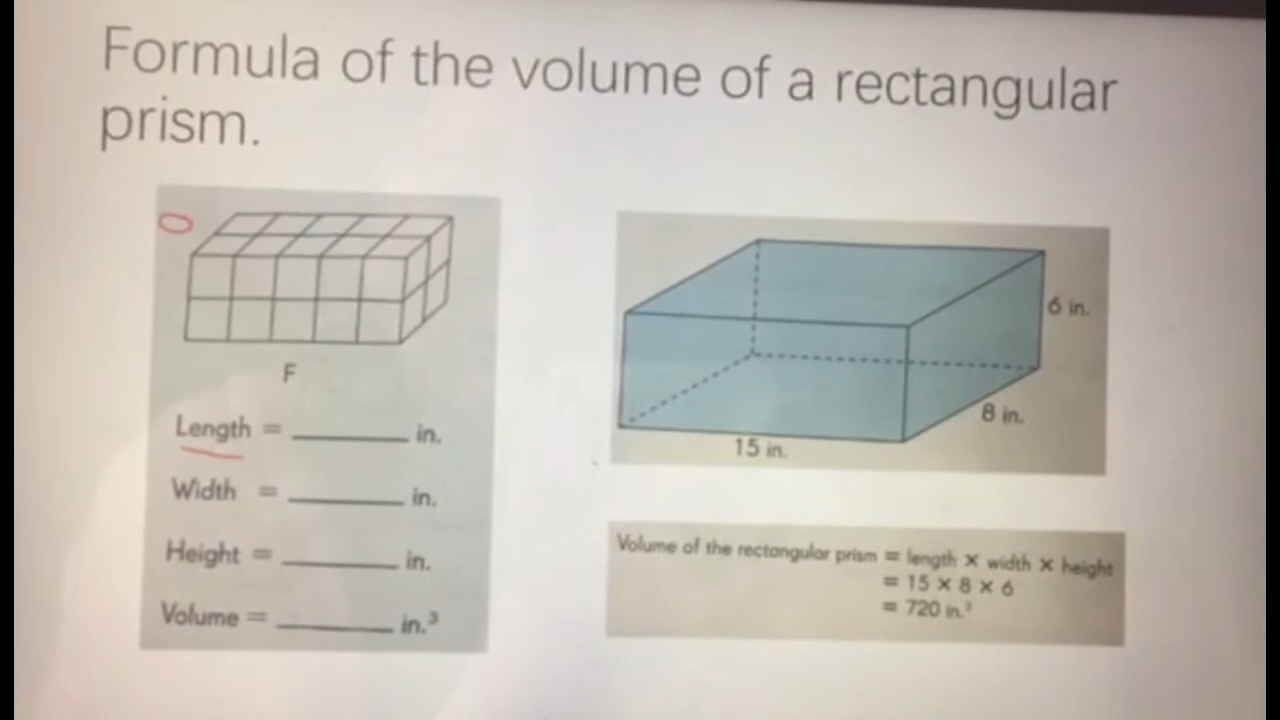 Formula of the volume of a rectangular
prism.
F
Length = ________ in.
Width = ________ in.
Height = ________ in.
Volume = ________ in.³
6 in.
8 in.
15 in.
Volume of the rectangular prism = length × width × height
= 15 × 8 × 6
= 720 in.³